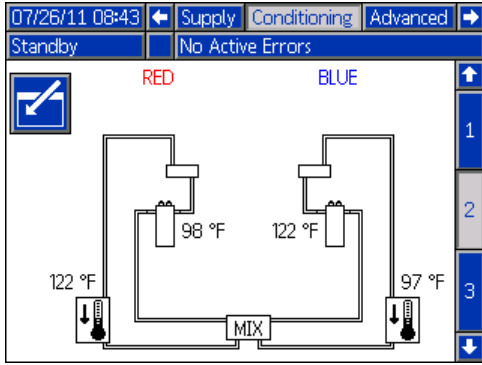 07/26/11 08:43 Supply Conditioning Advanced
Standby No Active Errors
RED BLUE
1
98 °F 122 °F
2
122 °F 97 °F
3
MIX